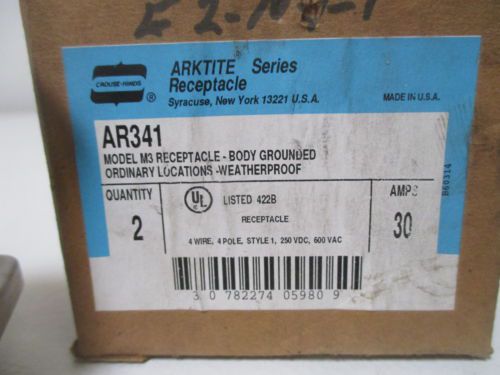 CROUSE-HINDS
®
ARKTITE Series
Receptacle
Syracuse, New York 13221 U.S.A.
MADE IN U.S.A.
AR341
MODEL M3 RECEPTACLE - BODY GROUNDED
ORDINARY LOCATIONS -WEATHERPROOF
QUANTITY
2
UL
LISTED 422B
RECEPTACLE
4 WIRE, 4 POLE, STYLE 1, 250 VDC, 600 VAC
AMPS
30
B60314
3 0 782274 05980 9